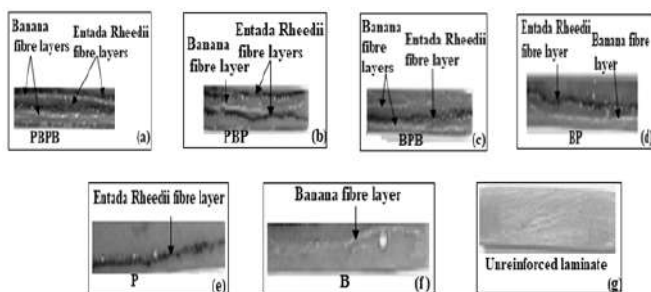 Banana
fibre layers
Entada Rheedii
fibre layers
PBPB
(a)
Banana
fibre layer
Entada Rheedii
fibre layers
PBP
(b)
Banana
fibre
layers
Entada Rheedii
fibre layer
BPB
(c)
Entada Rheedii
fibre layer
Banana fibre
layer
BP
(d)
Entada Rheedii fibre layer
P
(e)
Banana fibre layer
B
(f)
Unreinforced laminate
(g)